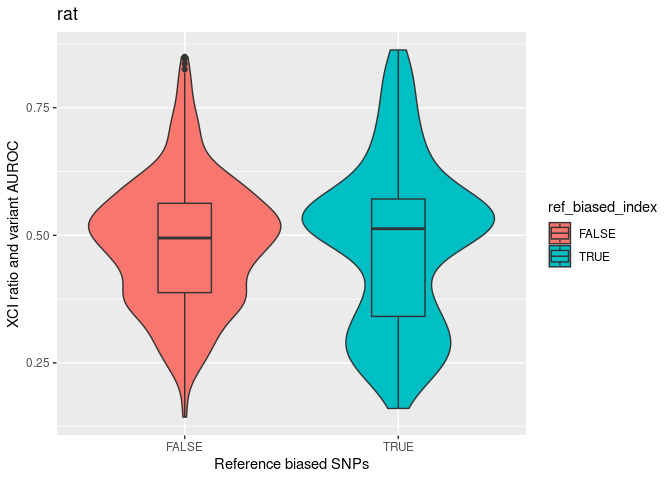 rat
XCI ratio and variant AUROC
0.75
0.50
0.25
FALSE
TRUE
Reference biased SNPs
ref_biased_index
FALSE
TRUE